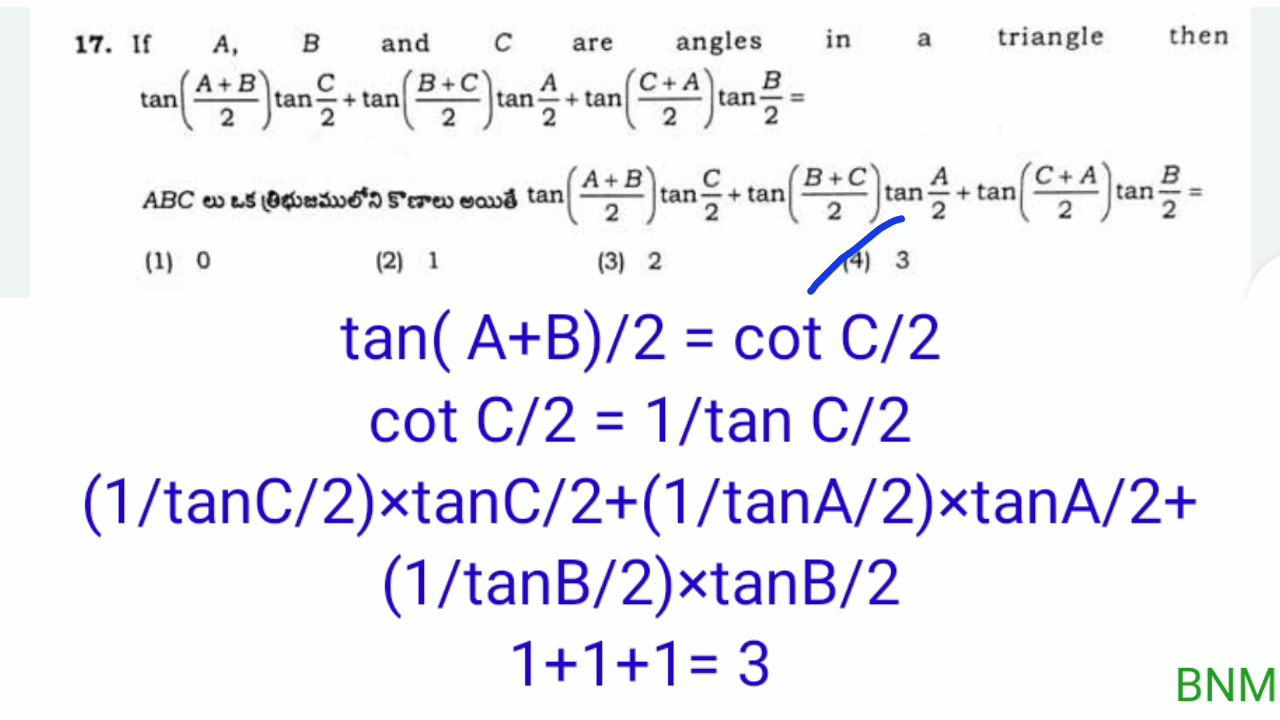 17. If A, B and C are angles in a triangle then
tan((A+B)/2)tan C/2 + tan((B+C)/2)tan A/2 + tan((C+A)/2)tan B/2 =
ABC లు ఒక త్రిభుజములోని కొణాలు అయితే tan((A+B)/2)tan C/2 + tan((B+C)/2)tan A/2 + tan((C+A)/2)tan B/2 =
(1) 0 (2) 1 (3) 2 (4) 3
tan( A+B)/2 = cot C/2
cot C/2 = 1/tan C/2
(1/tanC/2)×tanC/2+(1/tanA/2)×tanA/2+
(1/tanB/2)×tanB/2
1+1+1= 3
BNM